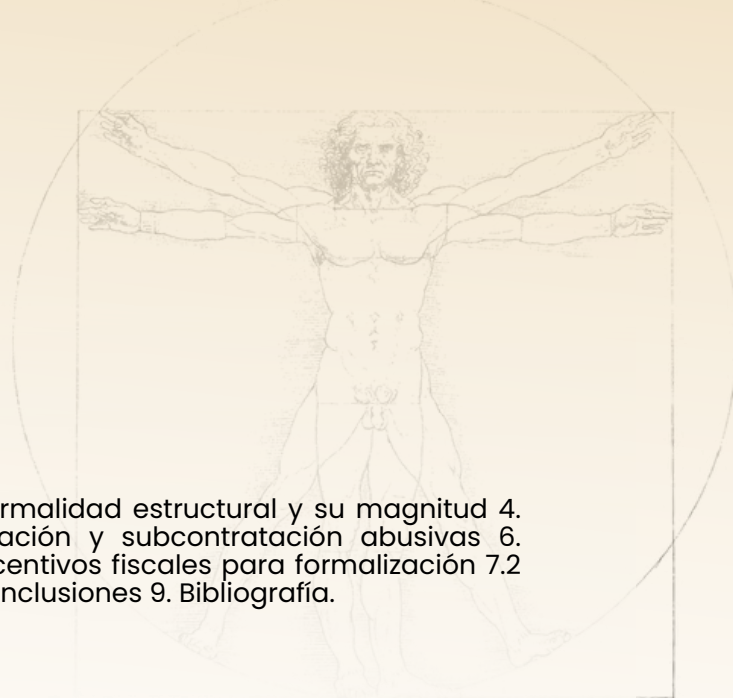 rmalidad estructural y su magnitud 4.
ación y subcontratación abusivas 6.
centivos fiscales para formalización 7.2
nclusiones 9. Bibliografía.